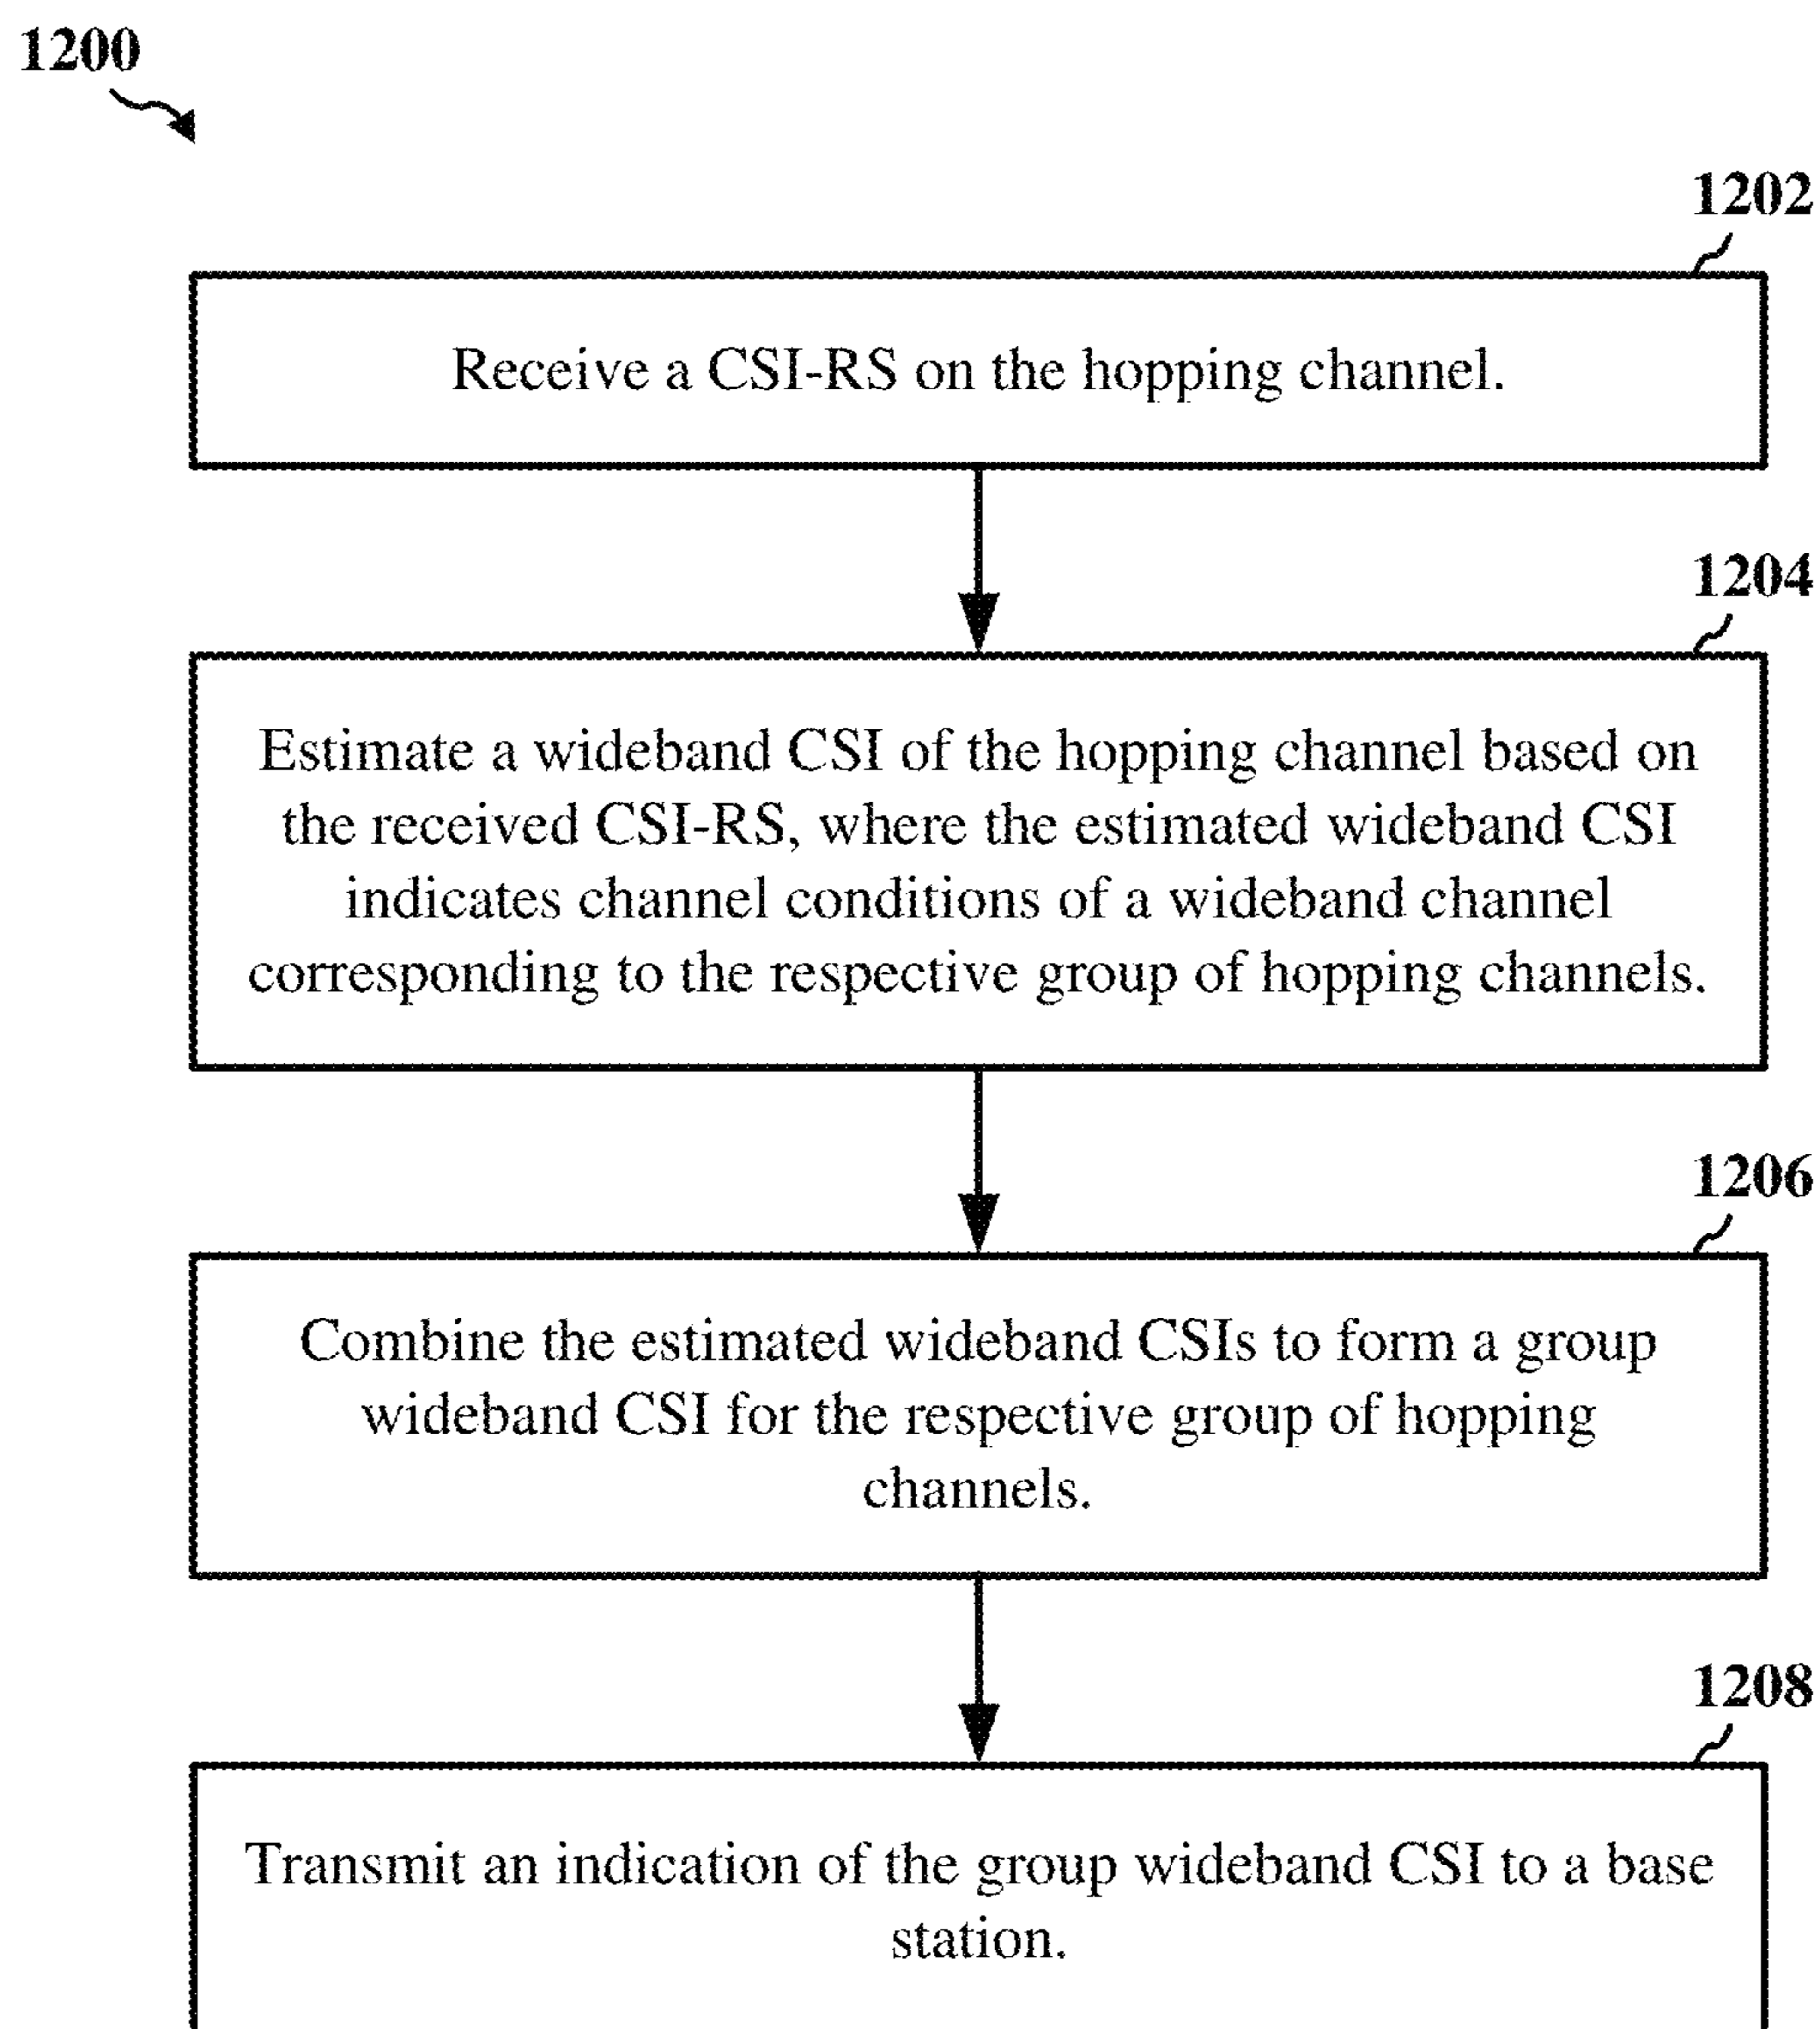 1200
1202
Receive a CSI-RS on the hopping channel.
1204
Estimate a wideband CSI of the hopping channel based on
the received CSI-RS, where the estimated wideband CSI
indicates channel conditions of a wideband channel
corresponding to the respective group of hopping channels.
1206
Combine the estimated wideband CSIs to form a group
wideband CSI for the respective group of hopping
channels.
1208
Transmit an indication of the group wideband CSI to a base
station.